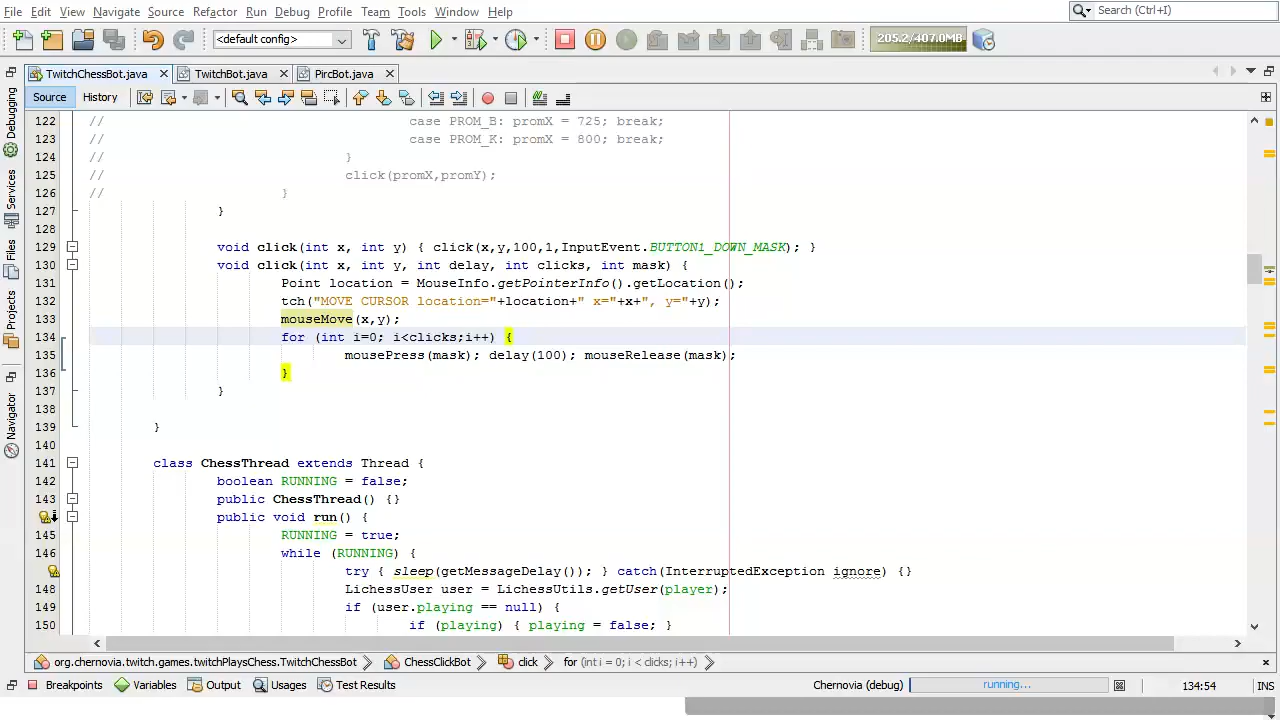 File Edit View Navigate Source Refactor Run Debug Profile Team Tools Window Help Search (Ctrl+I)
<default config> 205.2/407.0MB
TwitchChessBot.java TwitchBot.java PircBot.java
Source History
Debugging
Services
Files
Projects
Navigator
122 // case PROM_B: promX = 725; break;
123 // case PROM_K: promX = 800; break;
124 // }
125 // click(promX,promY);
126 // }
127 }
128
129 void click(int x, int y) { click(x,y,100,1,InputEvent.BUTTON1_DOWN_MASK); }
130 void click(int x, int y, int delay, int clicks, int mask) {
131 Point location = MouseInfo.getPointerInfo().getLocation();
132 tch("MOVE CURSOR location="+location+" x="+x+", y="+y);
133 mouseMove(x,y);
134 for (int i=0; i<clicks;i++) {
135 mousePress(mask); delay(100); mouseRelease(mask);
136 }
137 }
138
139 }
140
141 class ChessThread extends Thread {
142 boolean RUNNING = false;
143 public ChessThread() {}
public void run() {
145 RUNNING = true;
146 while (RUNNING) {
try { sleep(getMessageDelay()); } catch(InterruptedException ignore) {}
148 LichessUser user = LichessUtils.getUser(player);
149 if (user.playing == null) {
150 if (playing) { playing = false; }
org.chernovia.twitch.games.twitchPlaysChess.TwitchChessBot ChessClickBot click for (int i = 0; i < clicks; i++)
Breakpoints Variables Output Usages Test Results Chernovia (debug) running... 134:54 INS